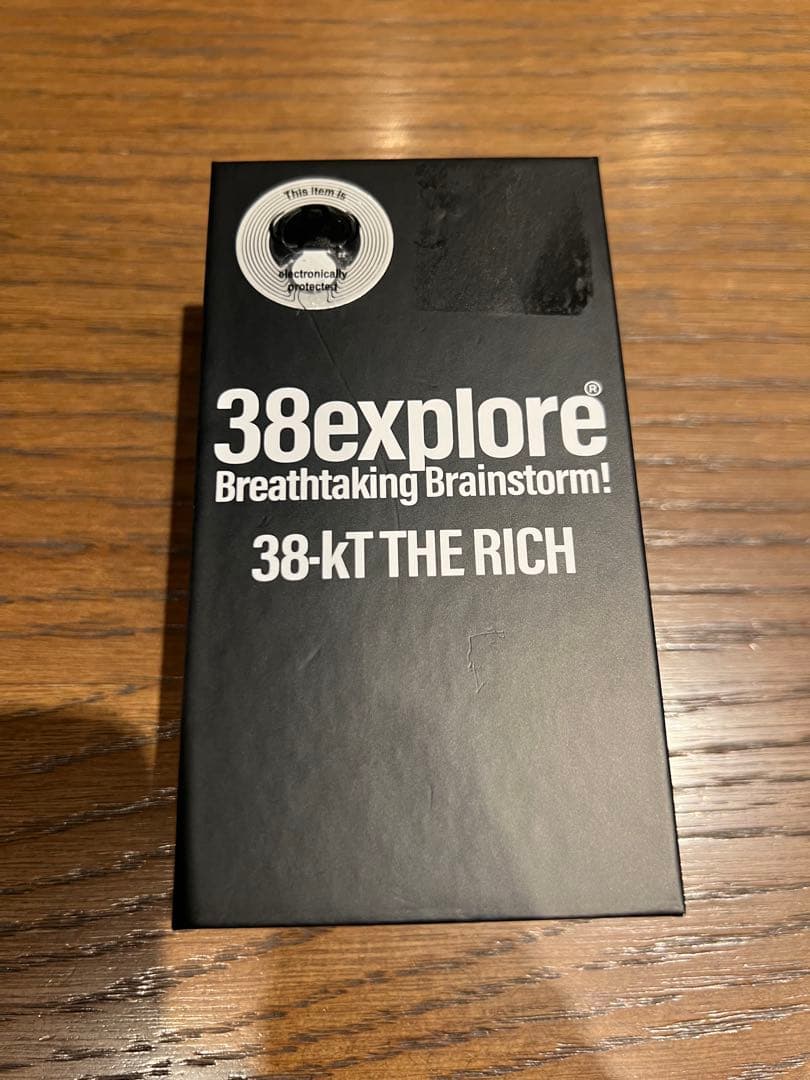 This item is
electronically
protected
38explore®
Breathtaking Brainstorm!
38-kT THE RICH